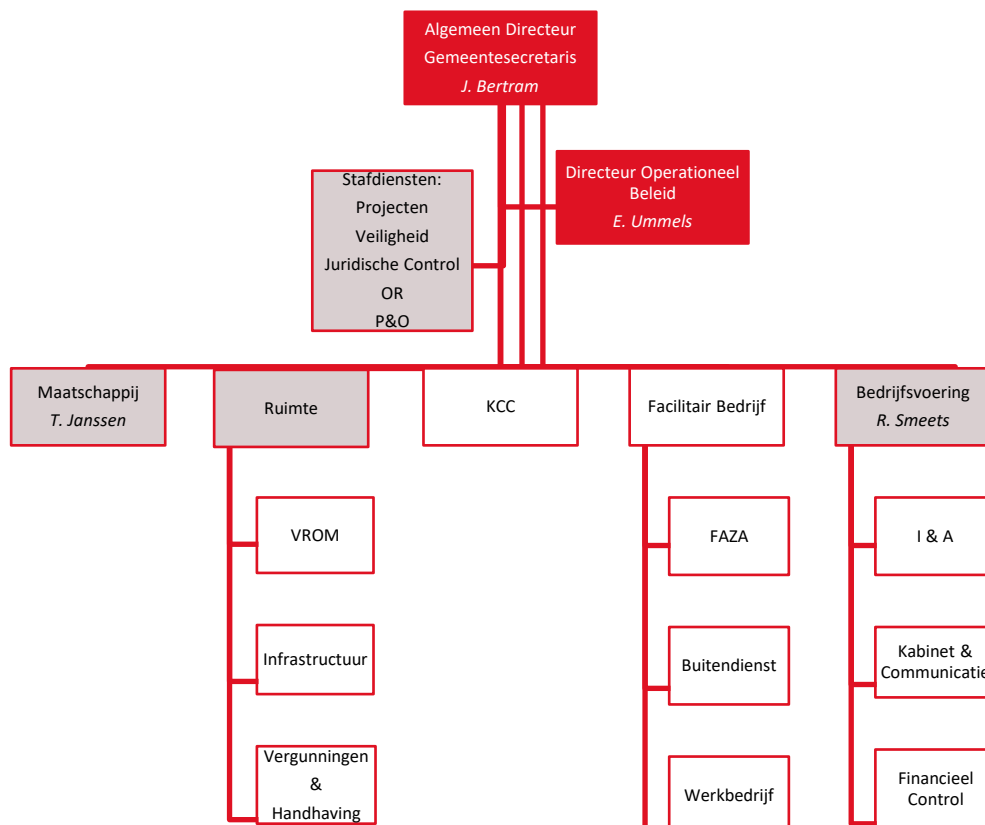 Algemeen Directeur
Gemeentesecretaris
J. Bertram
Directeur Operationeel
Beleid
E. Ummels
Stafdiensten:
Projecten
Veiligheid
Juridische Control
OR
P&O
Maatschappij
T. Janssen
Ruimte
KCC
Facilitair Bedrijf
Bedrijfsvoering
R. Smeets
VROM
FAZA
I & A
Infrastructuur
Buitendienst
Kabinet &
Communicatie
Vergunningen
&
Handhaving
Werkbedrijf
Financieel
Control